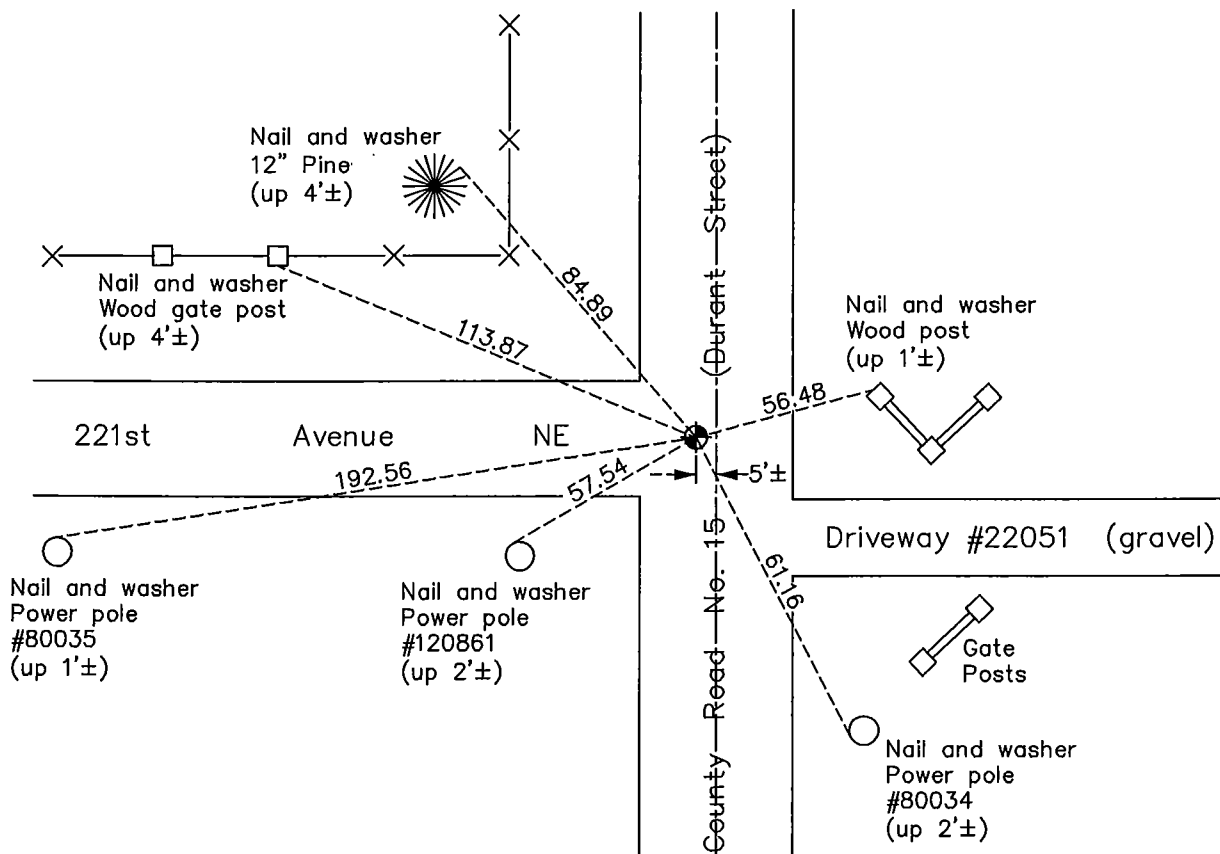 Nail and washer
12" Pine
(up 4'±)
Nail and washer
Wood gate post
(up 4'±)
84.89
113.87
(Durant Street)
Nail and washer
Wood post
(up 1'±)
56.48
221st Avenue NE
192.56
57.54
5'±
Driveway #22051 (gravel)
61.16
County Road No. 15
Nail and washer
Power pole
#80035
(up 1'±)
Nail and washer
Power pole
#120861
(up 2'±)
Gate
Posts
Nail and washer
Power pole
#80034
(up 2'±)